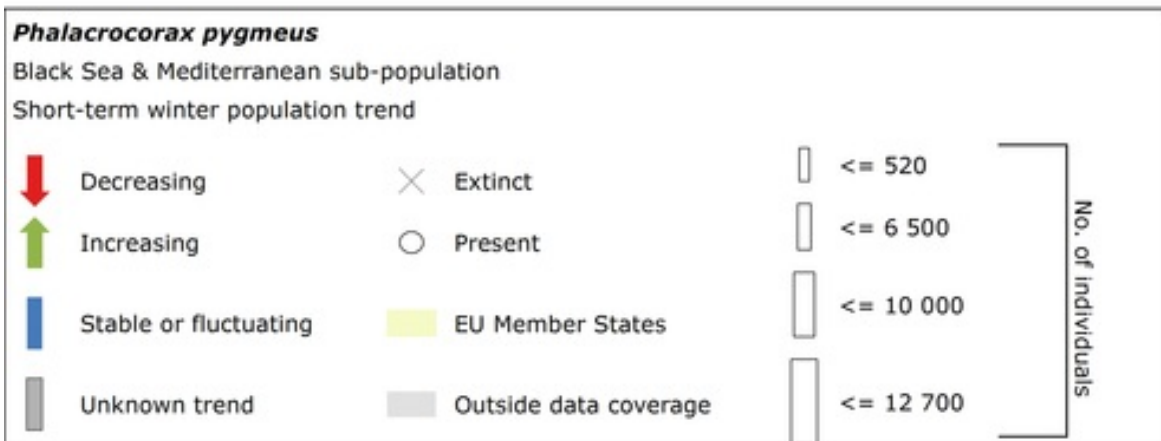 Phalacrocorax pygmeus
Black Sea & Mediterranean sub-population
Short-term winter population trend
Decreasing
Extinct
<= 520
Increasing
Present
<= 6 500
Stable or fluctuating
EU Member States
<= 10 000
Unknown trend
Outside data coverage
<= 12 700
No. of individuals